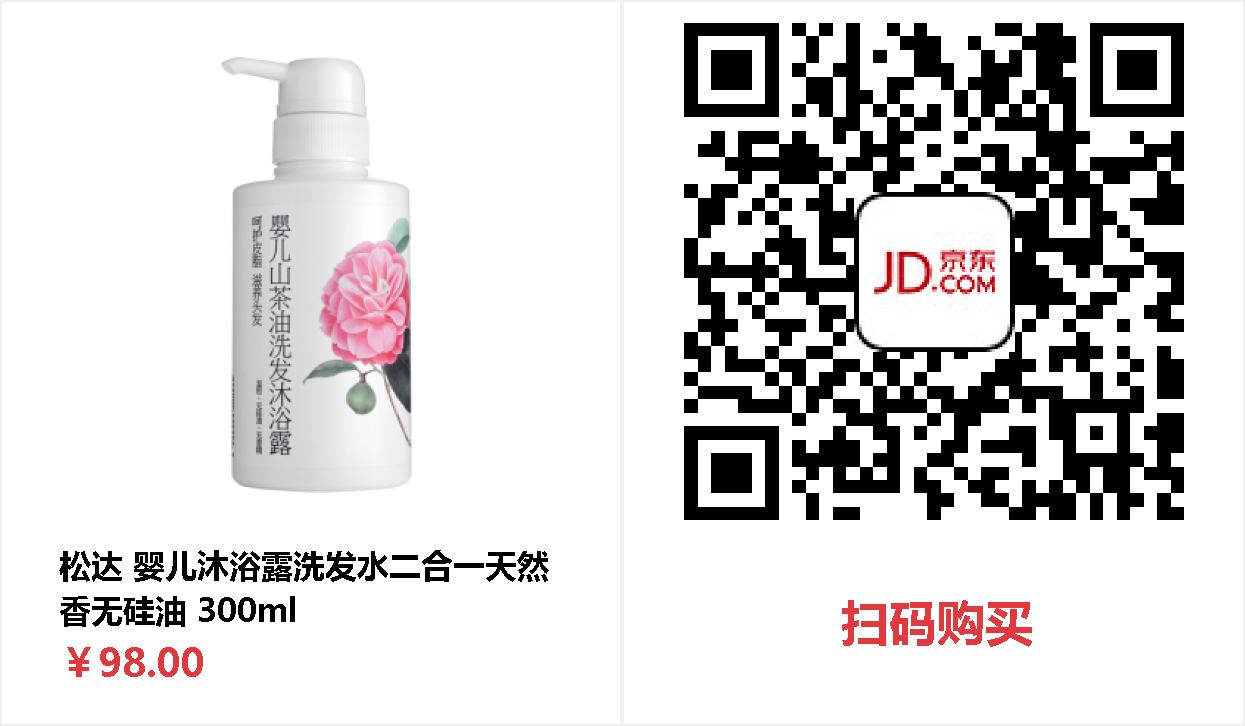 呵护皮脂 滋养头发
婴儿山茶油洗发沐浴露
松达 婴儿沐浴露洗发水二合一天然
香无硅油 300ml
￥98.00
JD.COM
京东
扫码购买